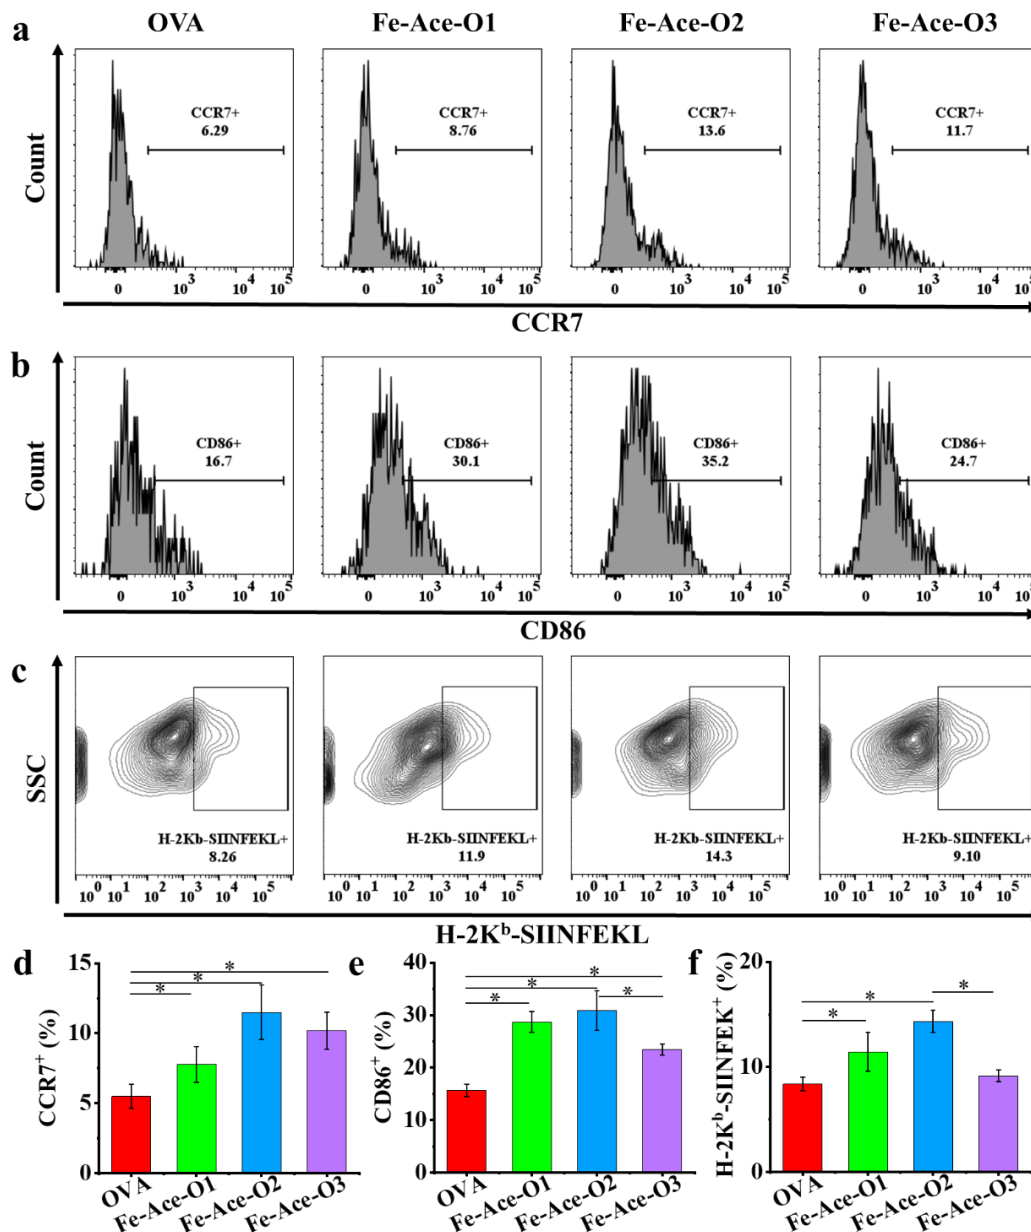 a
OVA Fe-Ace-O1 Fe-Ace-O2 Fe-Ace-O3
Count
CCR7+ CCR7+ CCR7+ CCR7+
6.29 8.76 13.6 11.7
0 10³ 10⁴ 10⁵ 0 10³ 10⁴ 10⁵ 0 10³ 10⁴ 10⁵ 0 10³ 10⁴ 10⁵
CCR7
b
Count
CD86+ CD86+ CD86+ CD86+
16.7 30.1 35.2 24.7
0 10³ 10⁴ 10⁵ 0 10³ 10⁴ 10⁵ 0 10³ 10⁴ 10⁵ 0 10³ 10⁴ 10⁵
CD86
c
SSC
H-2Kb-SIINFEKL+ H-2Kb-SIINFEKL+ H-2Kb-SIINFEKL+ H-2Kb-SIINFEKL+
8.26 11.9 14.3 9.10
10⁰ 10¹ 10² 10³ 10⁴ 10⁵ 10⁰ 10¹ 10² 10³ 10⁴ 10⁵ 10⁰ 10¹ 10² 10³ 10⁴ 10⁵ 10⁰ 10¹ 10² 10³ 10⁴ 10⁵
H-2Kᵇ-SIINFEKL
d
CCR7⁺ (%)
15
10
5
0
* * *
OVA Fe-Ace-O1 Fe-Ace-O2 Fe-Ace-O3
e
CD86⁺ (%)
40
30
20
10
0
* * * *
OVA Fe-Ace-O1 Fe-Ace-O2 Fe-Ace-O3
f
H-2Kᵇ-SIINFEK⁺ (%)
20
10
0
* * *
OVA Fe-Ace-O1 Fe-Ace-O2 Fe-Ace-O3